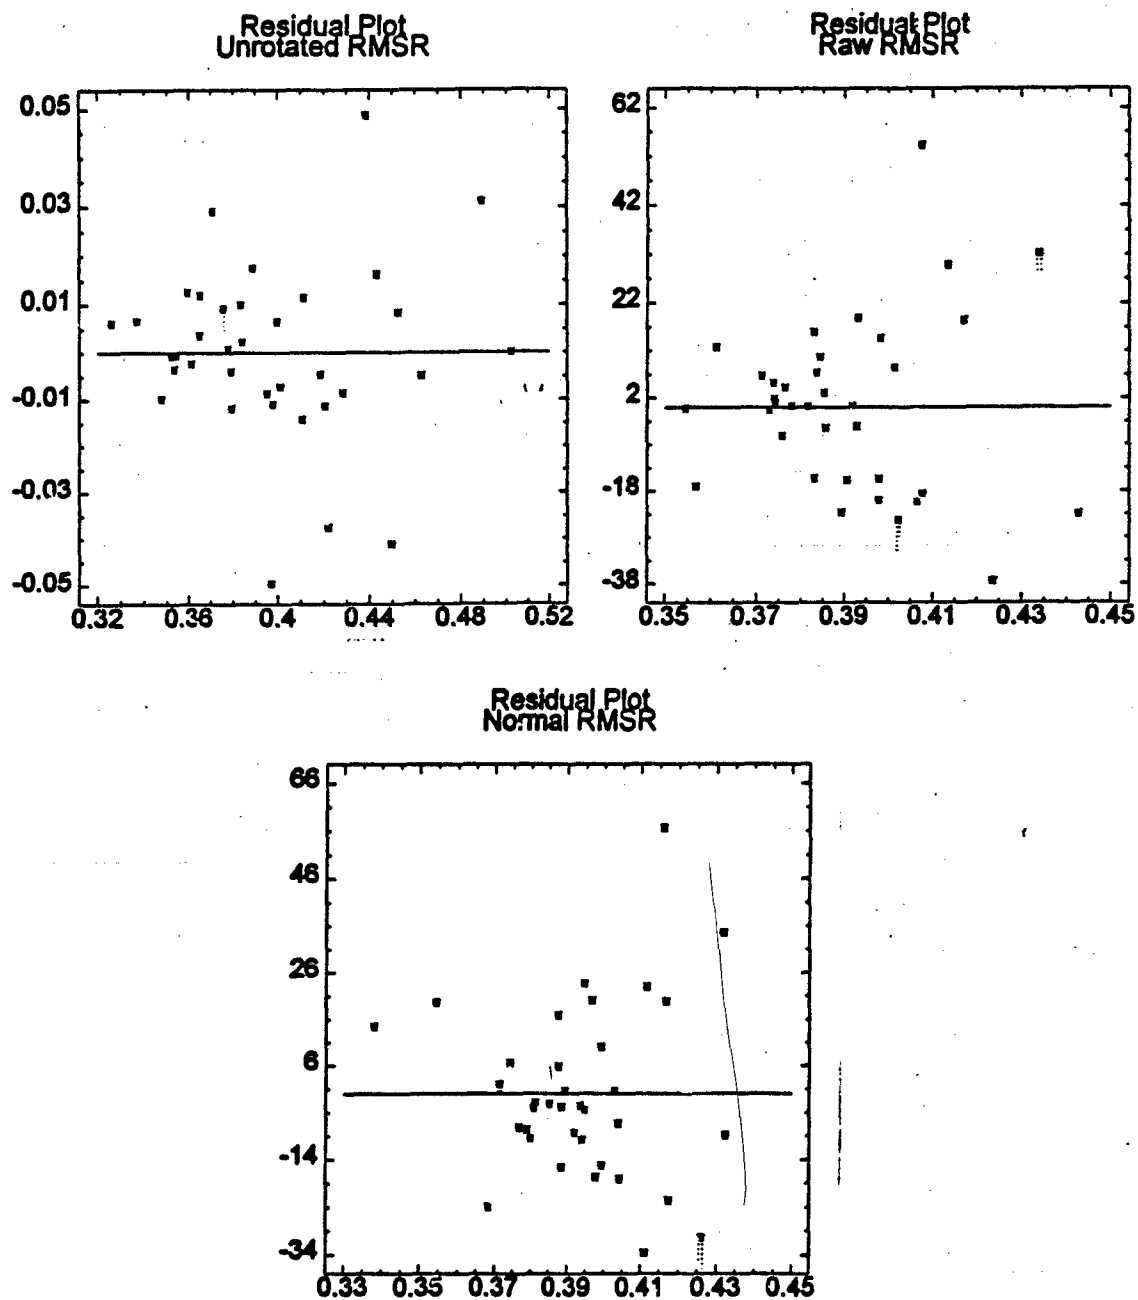 Residual Plot
Unrotated RMSR
0.05
0.03
0.01
-0.01
-0.03
-0.05
0.32 0.36 0.4 0.44 0.48 0.52
Residual Plot
Raw RMSR
62
42
22
2
-18
-38
0.35 0.37 0.39 0.41 0.43 0.45
Residual Plot
Normal RMSR
66
46
26
6
-14
-34
0.33 0.35 0.37 0.39 0.41 0.43 0.45